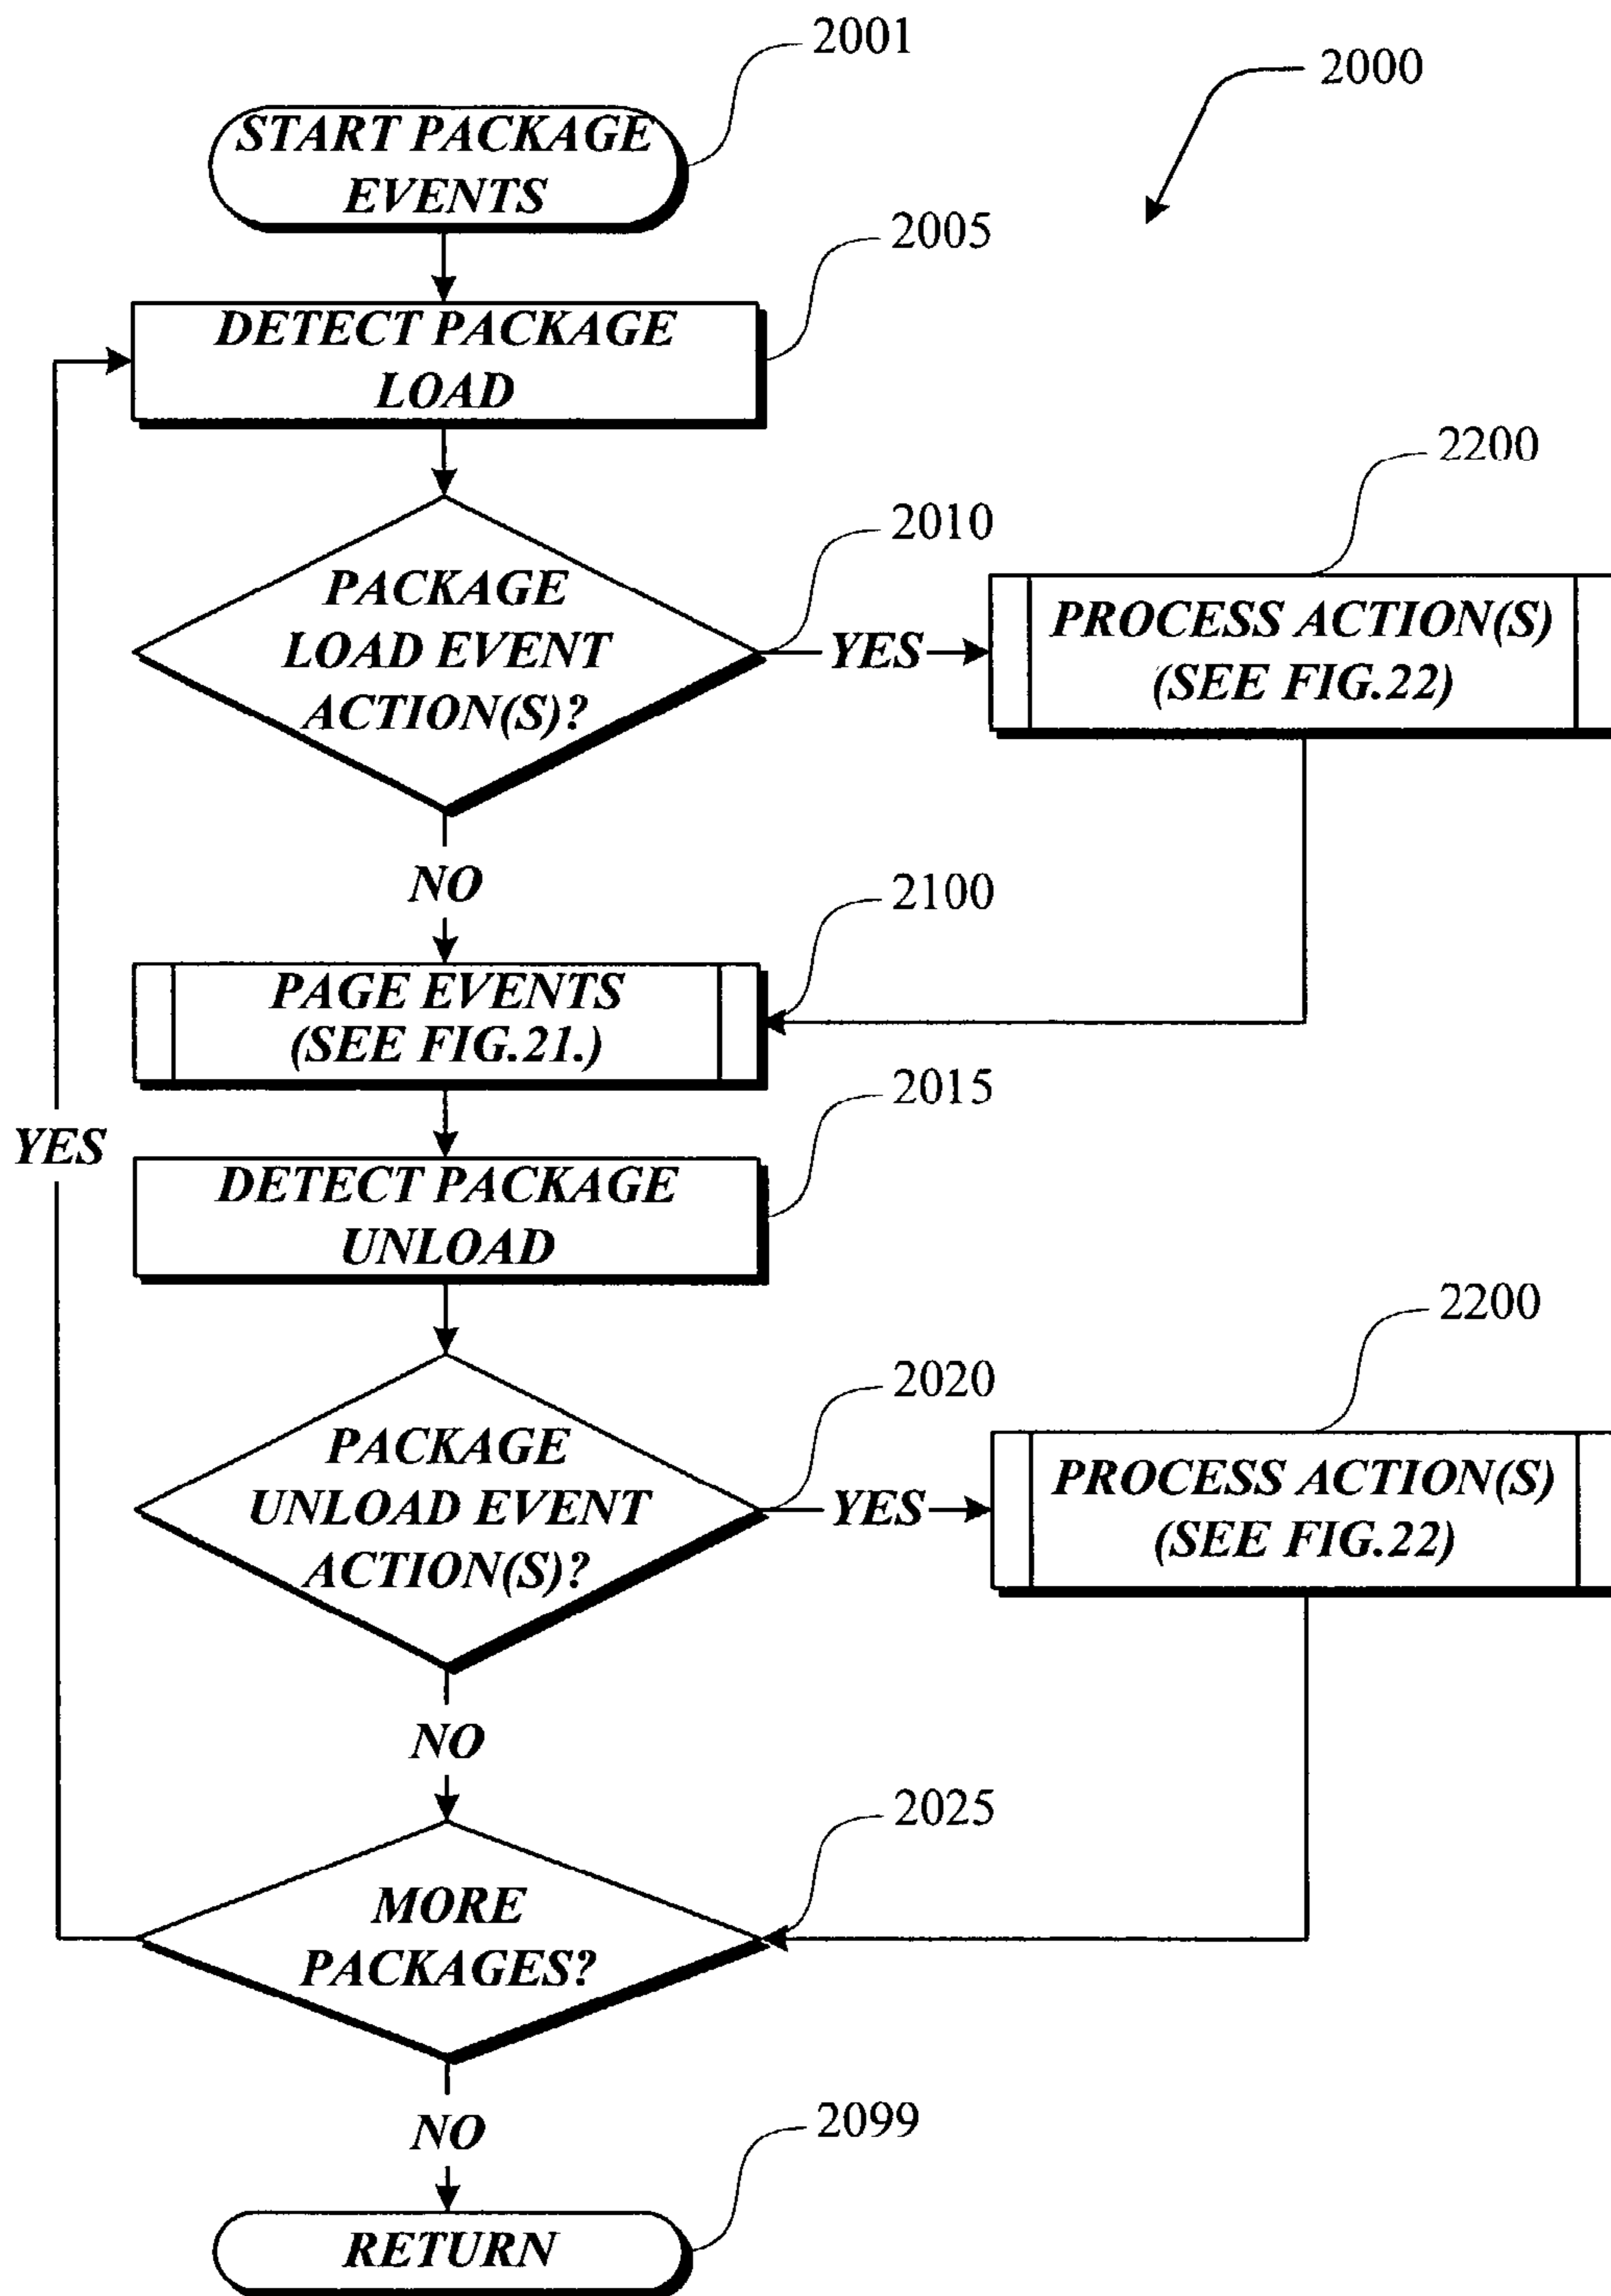 2001
2000
START PACKAGE
EVENTS
2005
DETECT PACKAGE
LOAD
2200
2010
PACKAGE
LOAD EVENT
ACTION(S)?
YES
PROCESS ACTION(S)
(SEE FIG.22)
NO
2100
PAGE EVENTS
(SEE FIG.21.)
2015
YES
DETECT PACKAGE
UNLOAD
2200
2020
PACKAGE
UNLOAD EVENT
ACTION(S)?
YES
PROCESS ACTION(S)
(SEE FIG.22)
NO
2025
MORE
PACKAGES?
NO
2099
RETURN